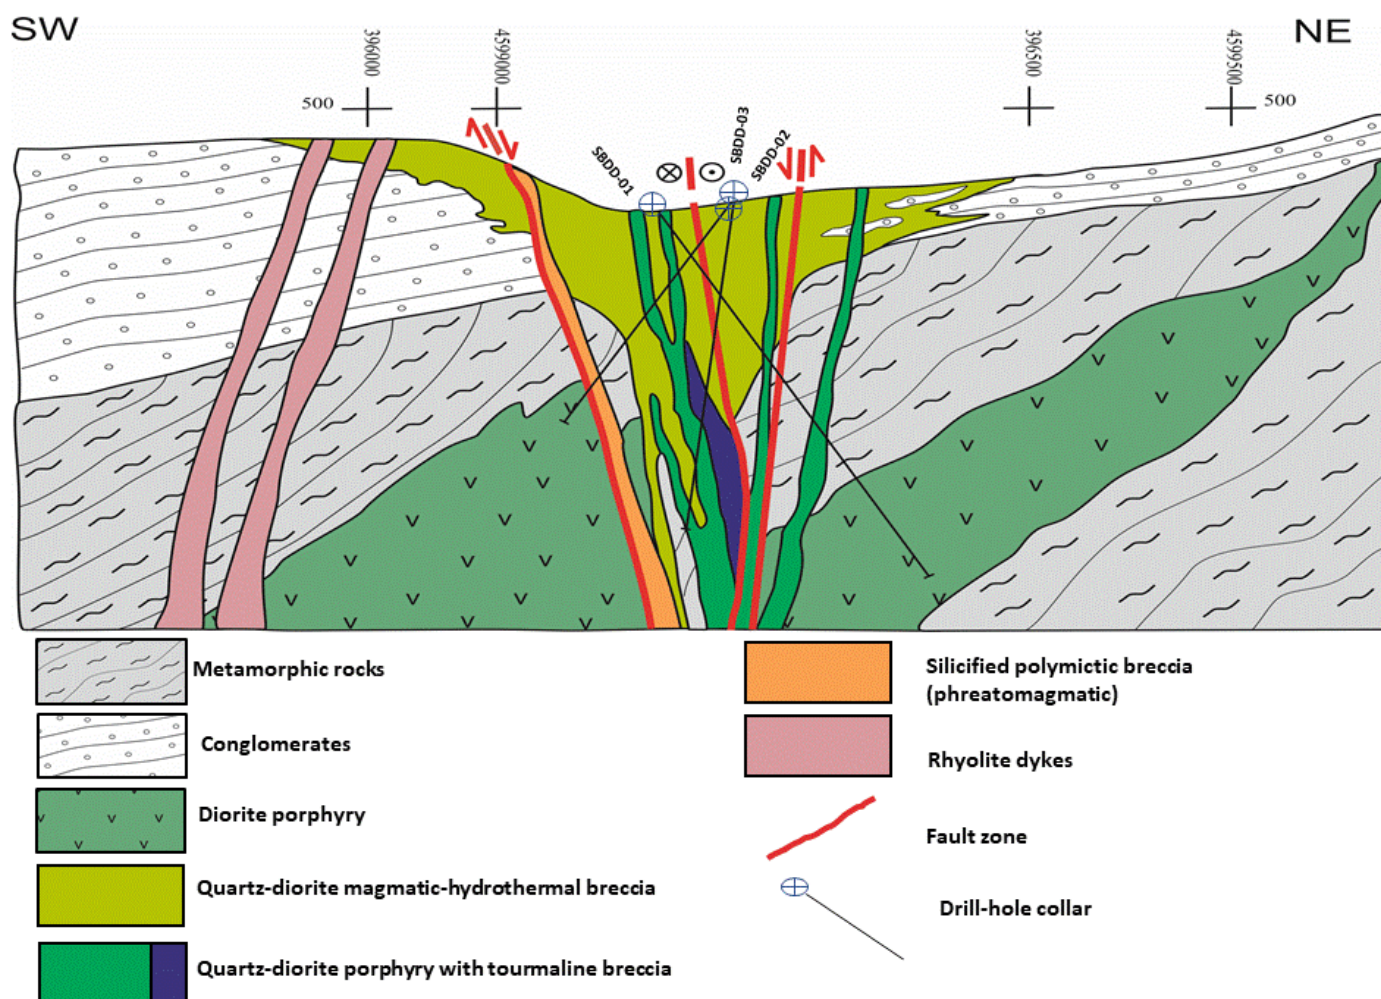 SW
NE
396000
4599000
396500
4599500
500
500
SBDD-01
SBDD-03
SBDD-02
Metamorphic rocks
Conglomerates
Diorite porphyry
Quartz-diorite magmatic-hydrothermal breccia
Quartz-diorite porphyry with tourmaline breccia
Silicified polymictic breccia
(phreatomagmatic)
Rhyolite dykes
Fault zone
Drill-hole collar